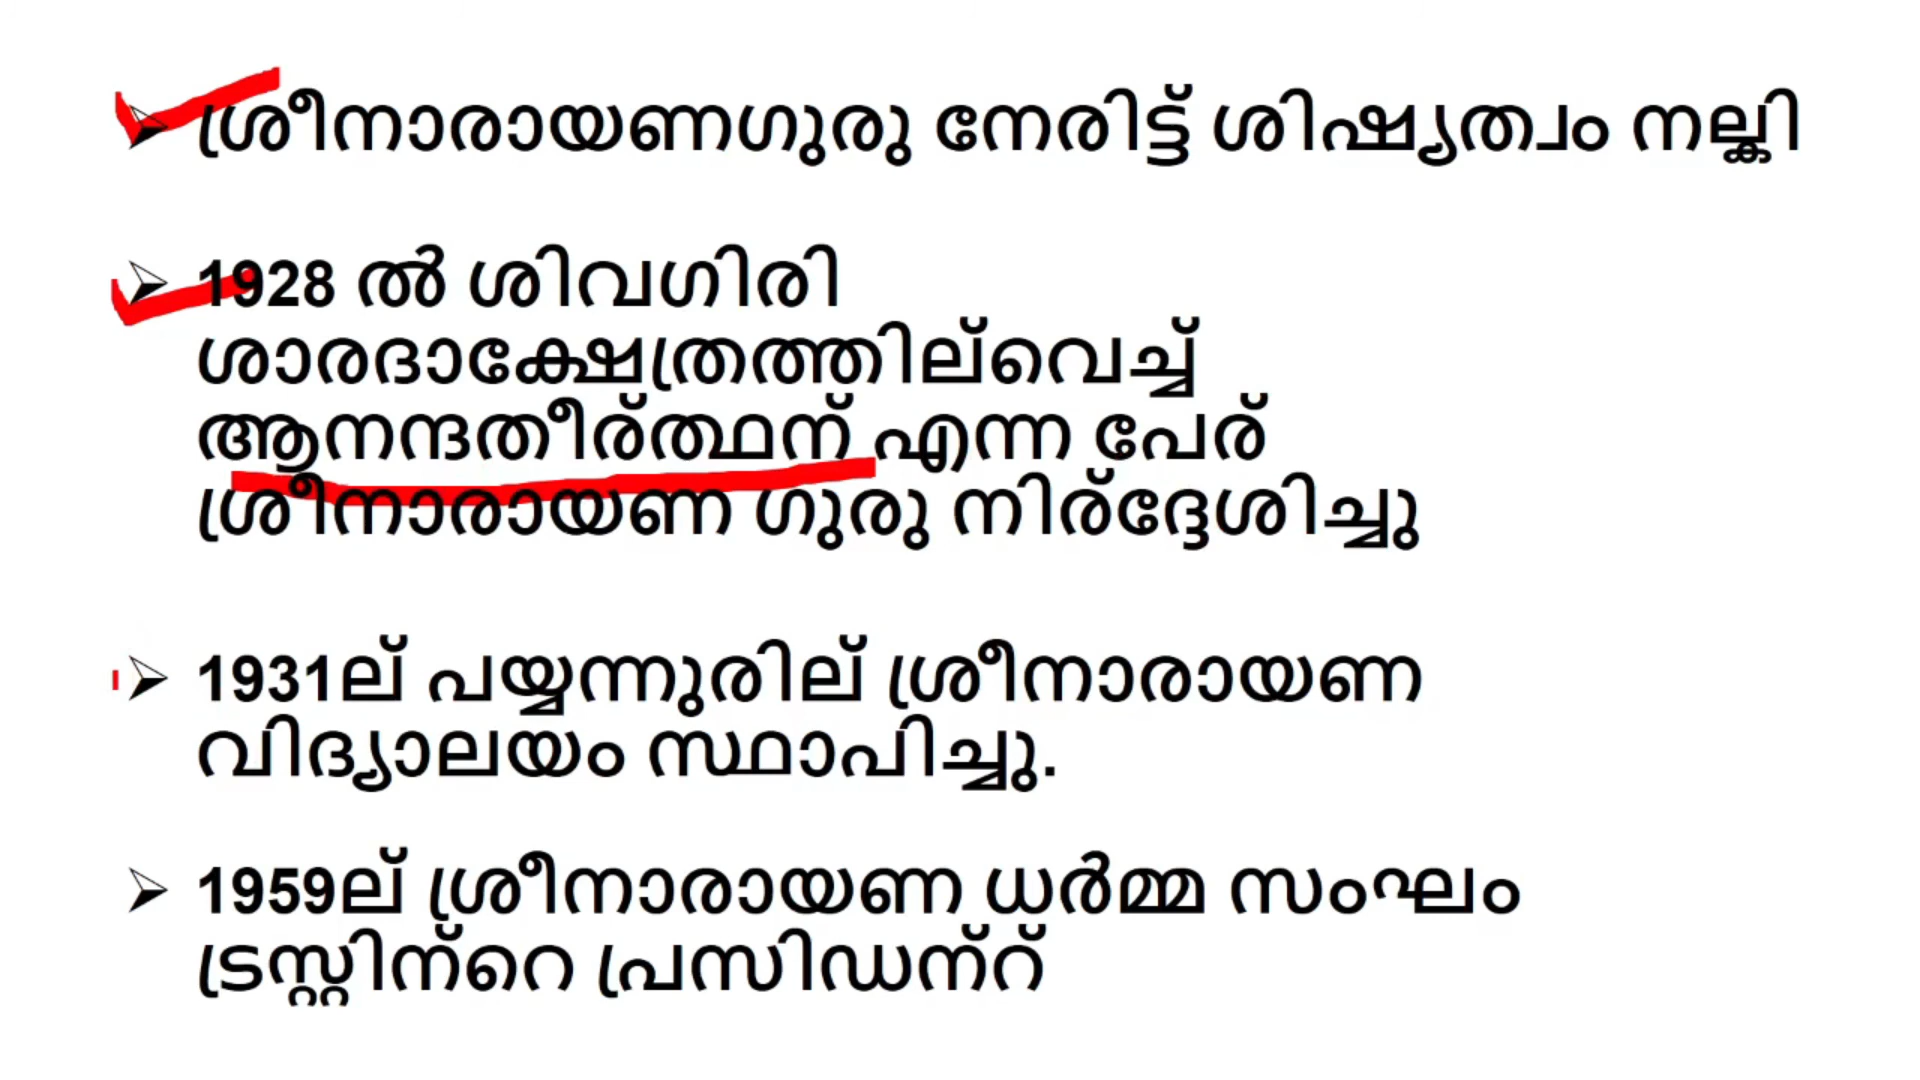 ശ്രീനാരായണഗുരു നേരിട്ട് ശിഷ്യത്വം നല്കി
1928 ൽ ശിവഗിരി
ശാരദാക്ഷേത്രത്തില്വെച്ച്
ആനന്ദതീര്ത്ഥന് എന്ന പേര്
ശ്രീനാരായണ ഗുരു നിര്ദ്ദേശിച്ചു
1931ല് പയ്യന്നുരില് ശ്രീനാരായണ
വിദ്യാലയം സ്ഥാപിച്ചു.
1959ല് ശ്രീനാരായണ ധർമ്മ സംഘം
ട്രസ്റ്റിന്റെ പ്രസിഡന്റ്